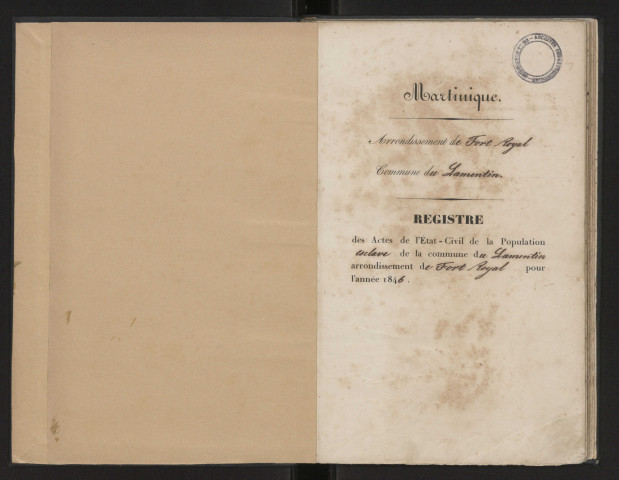 Martinique.
Arrondissement de Fort Royal
Commune du Lamentin.
REGISTRE
des Actes de l'Etat-Civil de la Population
esclave de la commune du Lamentin
arrondissement de Fort Royal pour
l'année 1846.